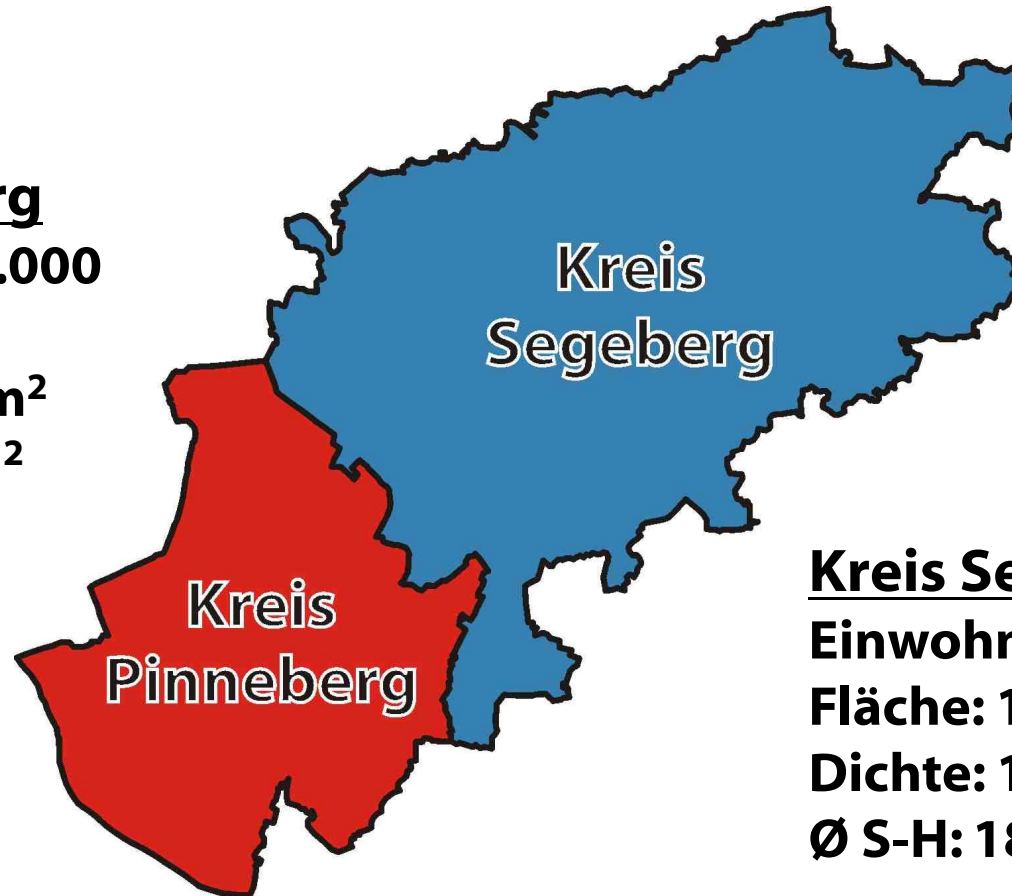 rg
.000
m²
²
Kreis
Segeberg
Kreis
Pinneberg
Kreis Se
Einwohn
Fläche: 1
Dichte: 1
Ø S-H: 18